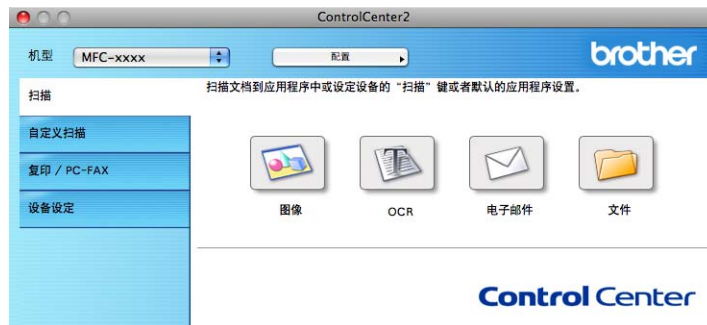 ControlCenter2
机型 MFC-xxxx 配置 brother
扫描
扫描文档到应用程序中或设定设备的“扫描”键或者默认的应用程序设置。
自定义扫描
复印 / PC-FAX
设备设定
图像 OCR 电子邮件 文件
Control Center